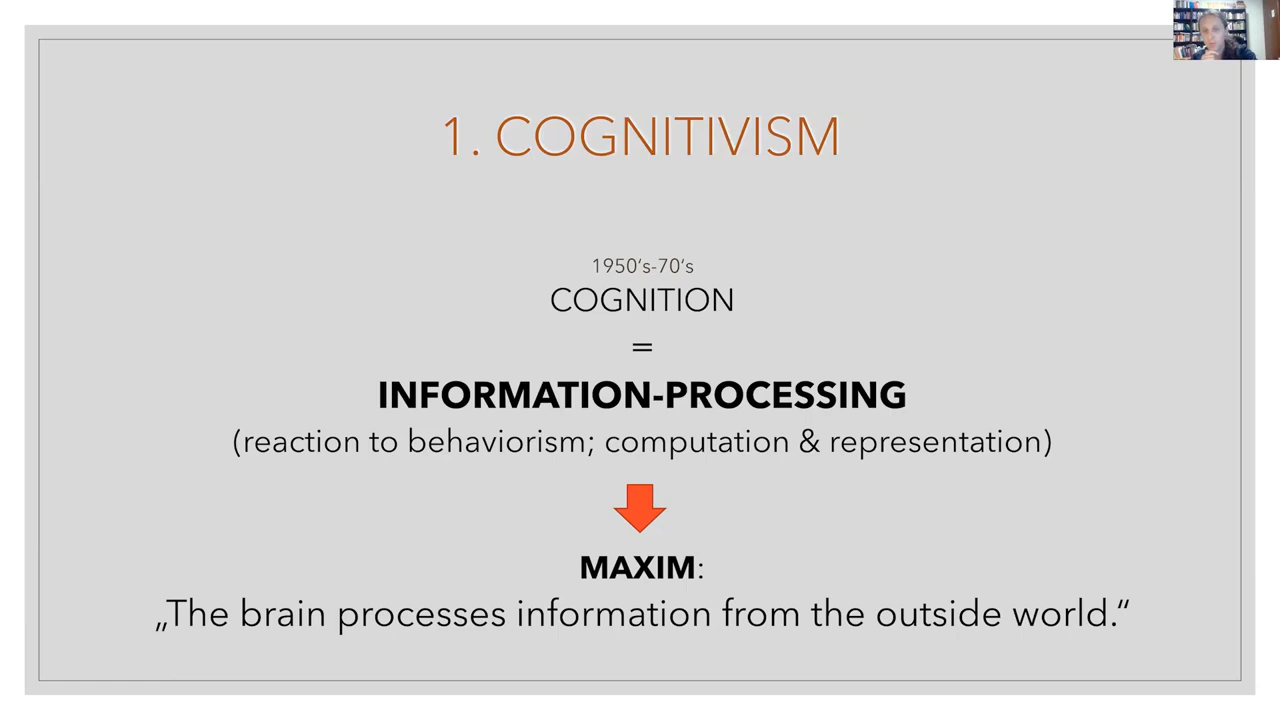 1. COGNITIVISM
1950‘s-70‘s
COGNITION
=
INFORMATION-PROCESSING
(reaction to behaviorism; computation & representation)
MAXIM:
„The brain processes information from the outside world.“